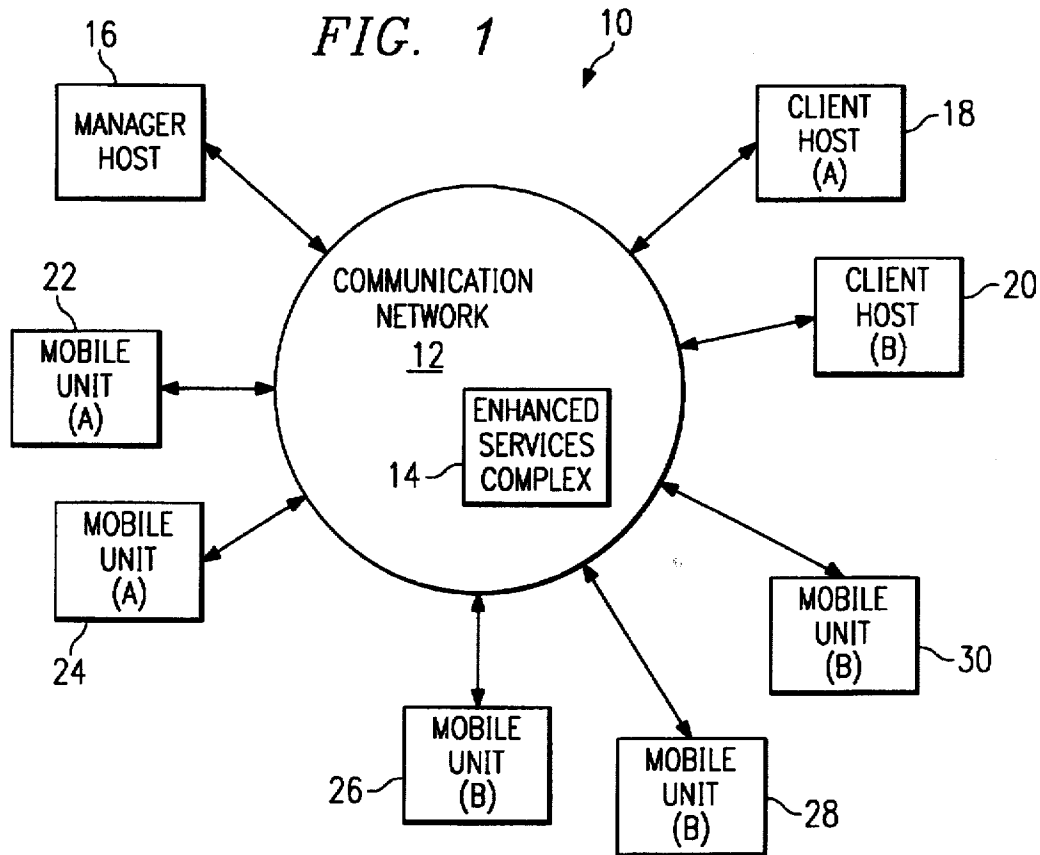 FIG. 1
10
16
MANAGER
HOST
CLIENT
HOST
(A)
18
COMMUNICATION
NETWORK
12
CLIENT
HOST
(B)
20
22
MOBILE
UNIT
(A)
ENHANCED
SERVICES
COMPLEX
14
MOBILE
UNIT
(A)
24
MOBILE
UNIT
(B)
30
MOBILE
UNIT
(B)
26
MOBILE
UNIT
(B)
28